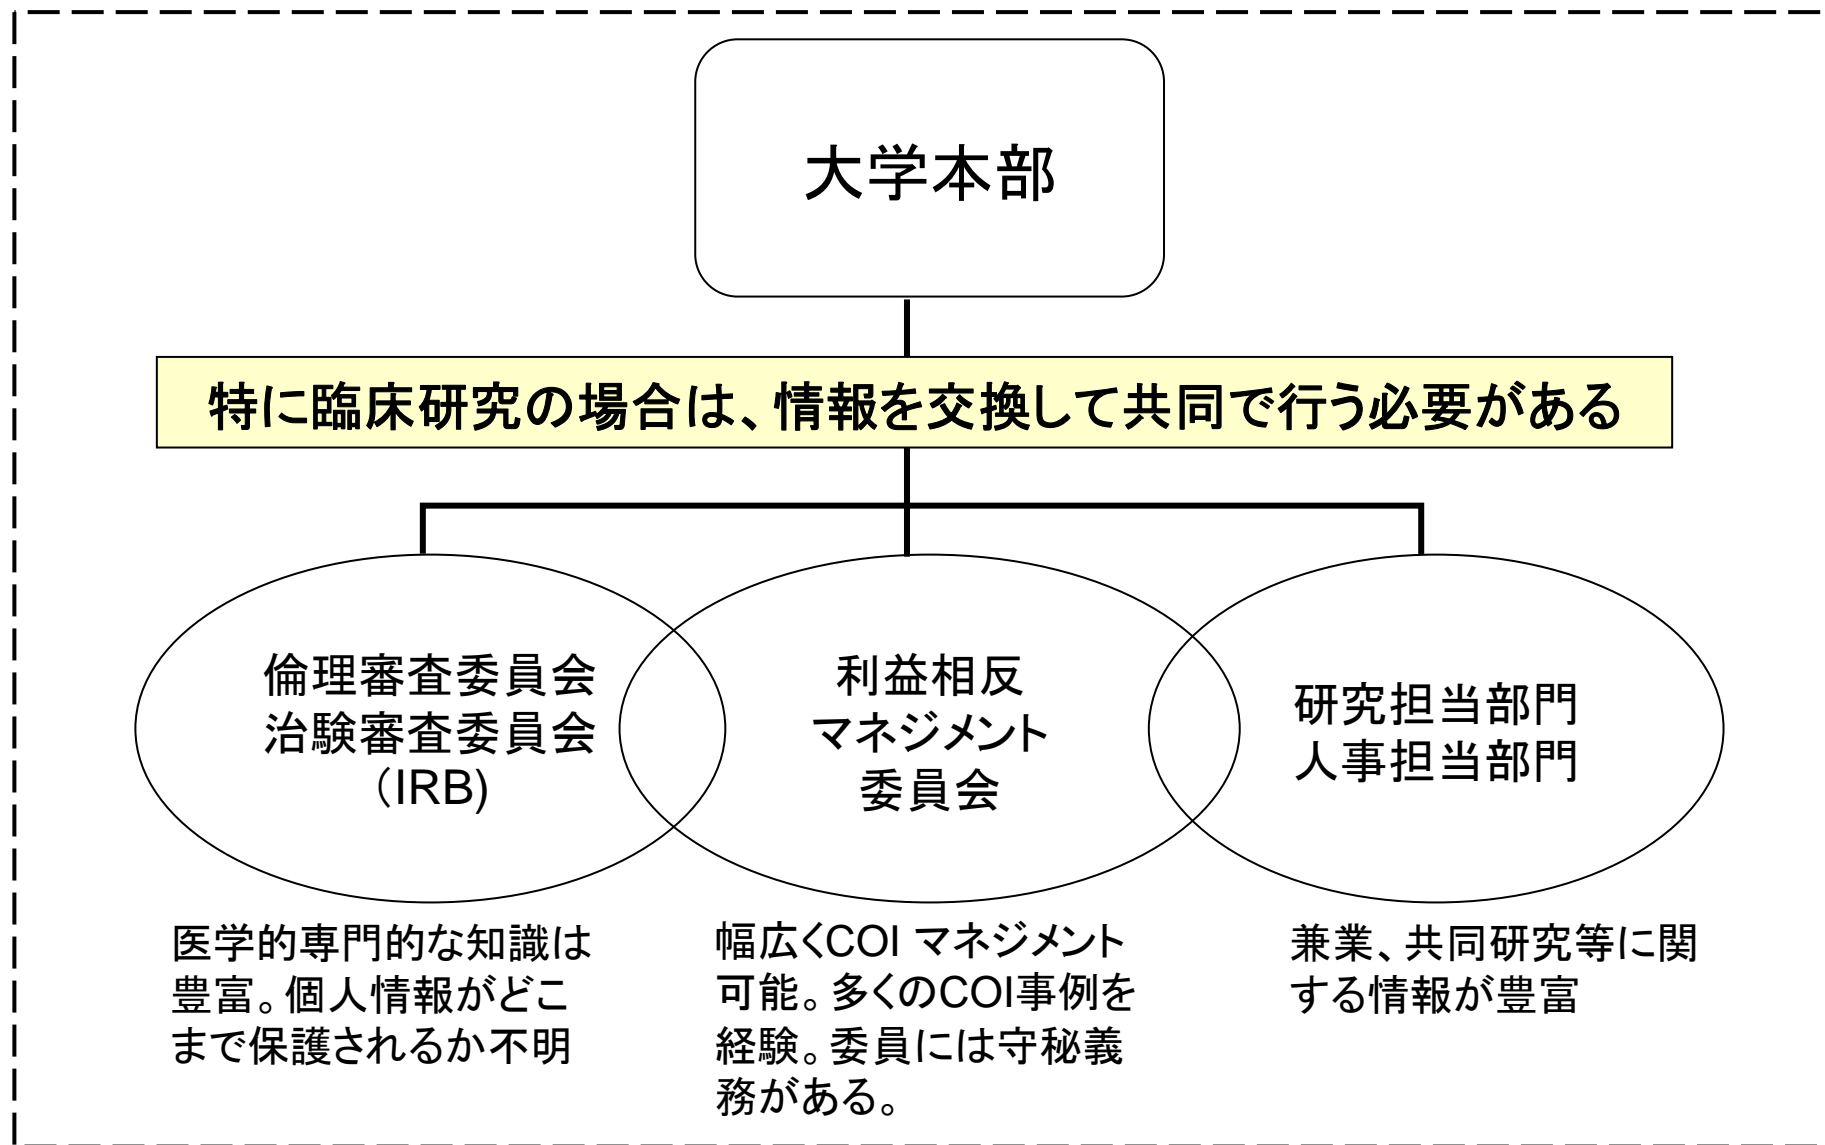 大学本部
特に臨床研究の場合は、情報を交換して共同で行う必要がある
倫理審査委員会
治験審査委員会
（IRB)
利益相反
マネジメント
委員会
研究担当部門
人事担当部門
医学的専門的な知識は
豊富。個人情報がどこ
まで保護されるか不明
幅広くCOI マネジメント
可能。多くのCOI事例を
経験。委員には守秘義
務がある。
兼業、共同研究等に関
する情報が豊富